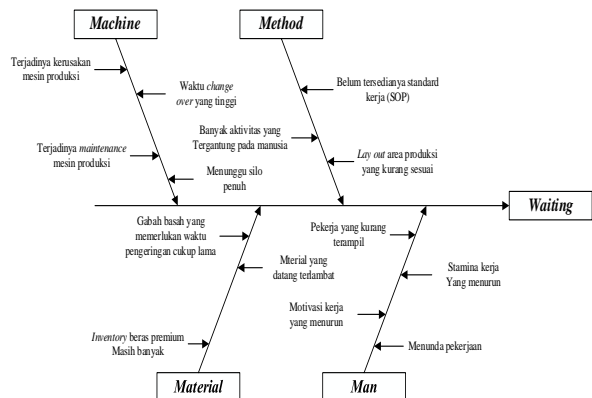 Machine
Method
Terjadinya kerusakan
mesin produksi
Waktu change
over yang tinggi
Terjadinya maintenance
mesin produksi
Menunggu silo
penuh
Belum tersedianya standard
kerja (SOP)
Banyak aktivitas yang
Tergantung pada manusia
Lay out area produksi
yang kurang sesuai
Waiting
Gabah basah yang
memerlukan waktu
pengeringan cukup lama
Mterial yang
datang terlambat
Inventory beras premium
Masih banyak
Pekerja yang kurang
terampil
Stamina kerja
Yang menurun
Motivasi kerja
yang menurun
Menunda pekerjaan
Material
Man